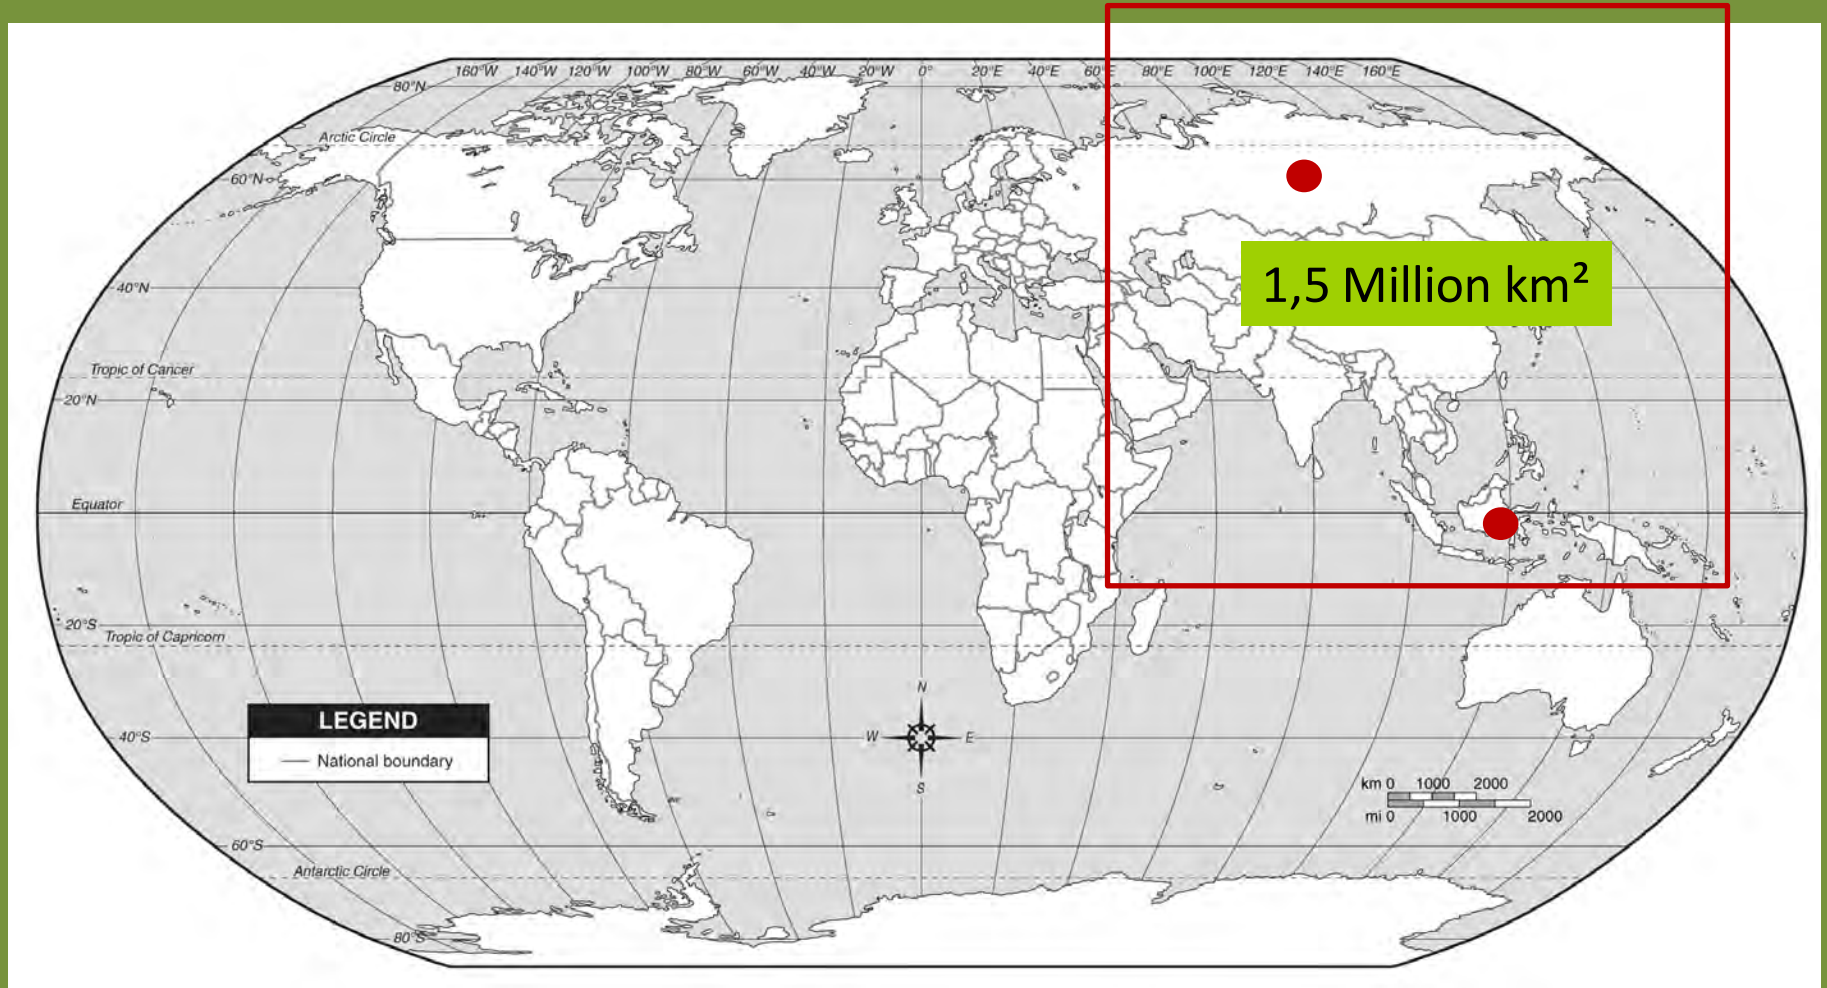 160°W 140°W 120°W 100°W 80°W 60°W 40°W 20°W 0° 20°E 40°E 60°E 80°E 100°E 120°E 140°E 160°E
80°N
Arctic Circle
60°N
1,5 Million km²
40°N
Tropic of Cancer
20°N
Equator
20°S
Tropic of Capricorn
N
LEGEND
40°S
W E
National boundary
S
km 0 1000 2000
mi 0 1000 2000
60°S
Antarctic Circle
80°S